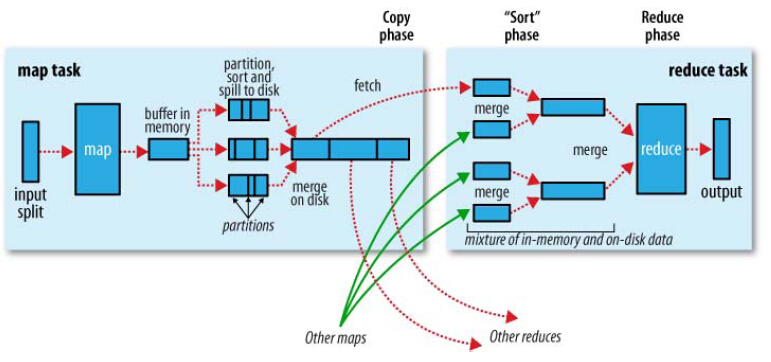 Copy
phase
“Sort”
phase
Reduce
phase
map task
partition,
sort and
spill to disk
fetch
reduce task
buffer in
memory
merge
map
merge
reduce
input
split
merge
on disk
merge
output
partitions
mixture of in-memory and on-disk data
Other maps
Other reduces